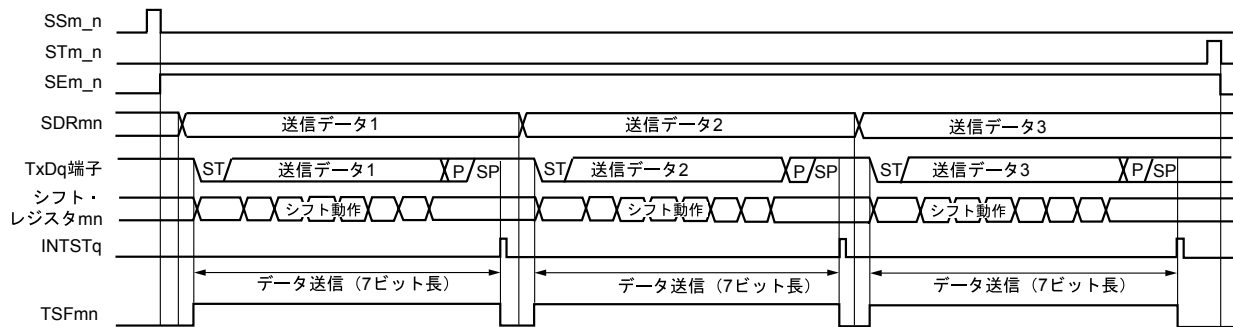 SSm_n
STm_n
SEm_n
SDRmn 送信データ1 送信データ2 送信データ3
TxDq端子 ST 送信データ1 P SP ST 送信データ2 P SP ST 送信データ3 P SP
シフト・
レジスタmn シフト動作 シフト動作 シフト動作
INTSTq
データ送信（7ビット長） データ送信（7ビット長） データ送信（7ビット長）
TSFmn